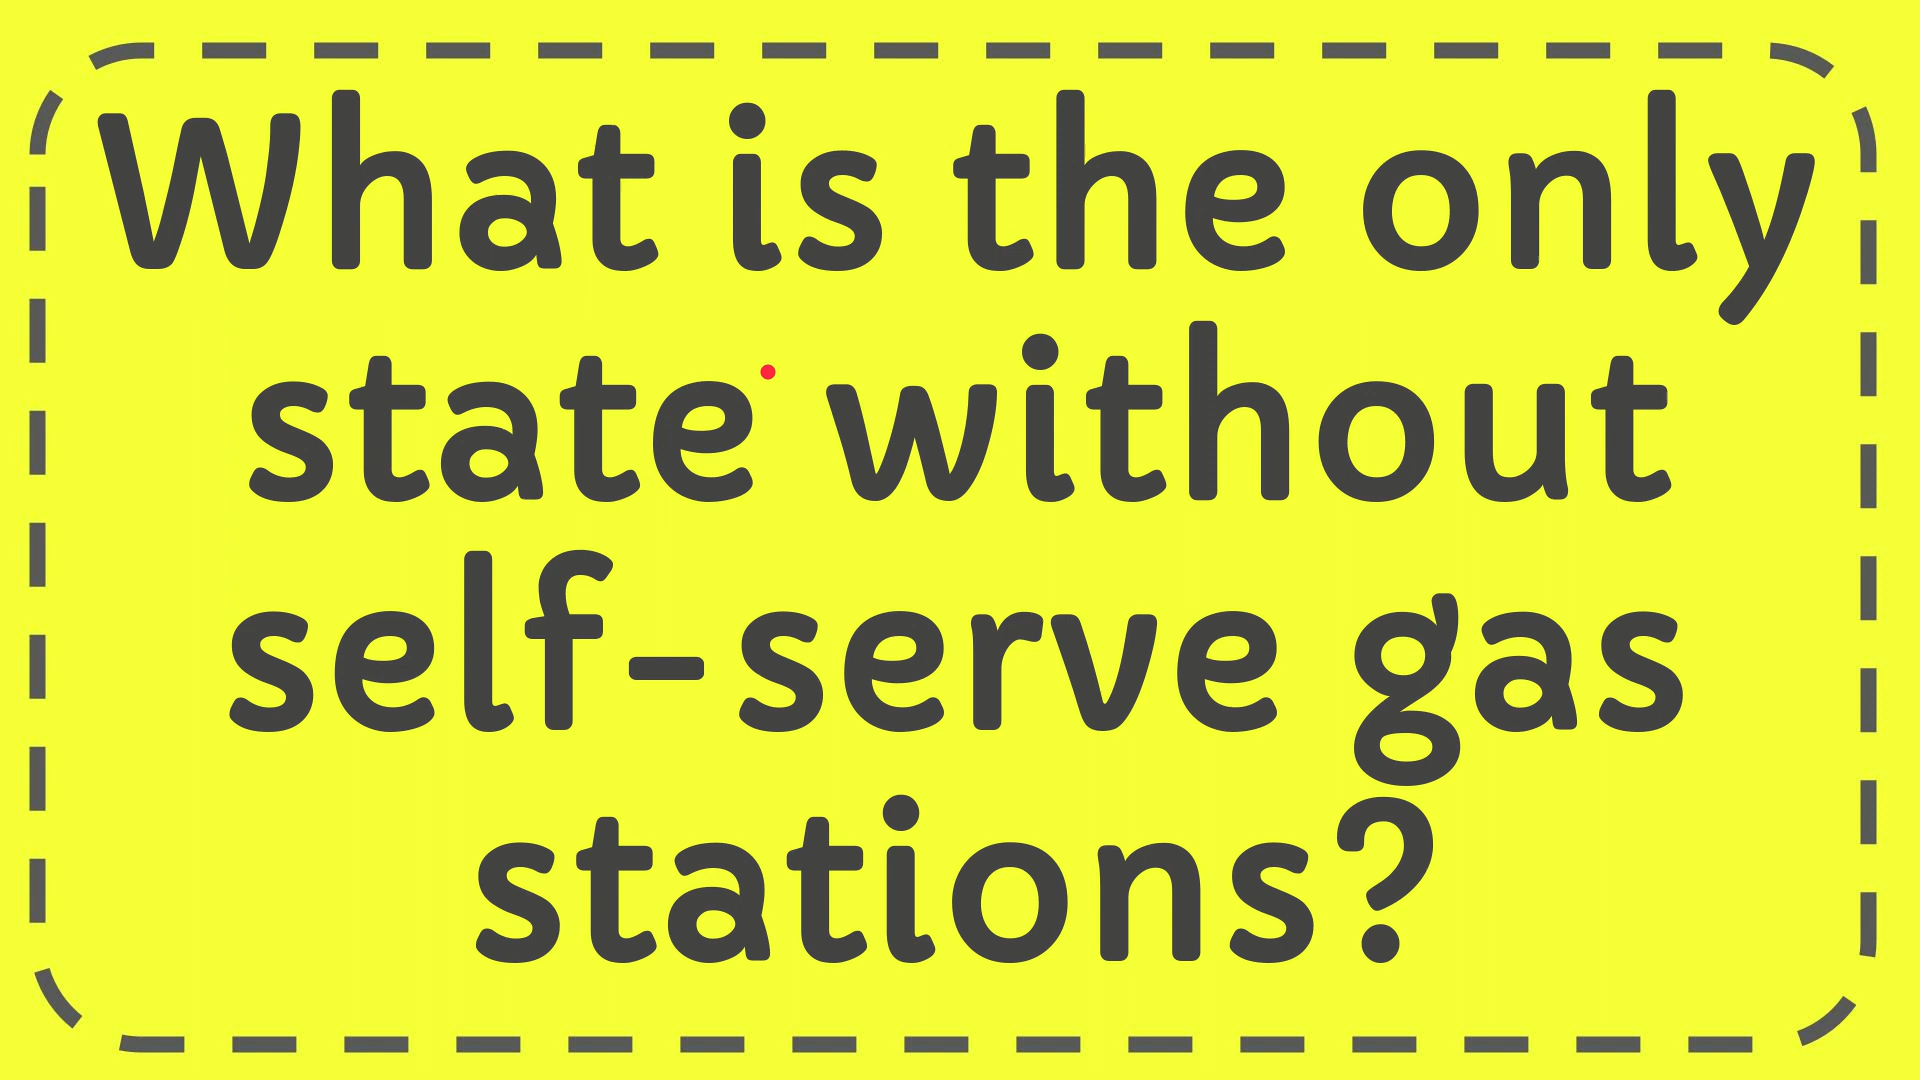 What is the only
state without
self-serve gas
stations?